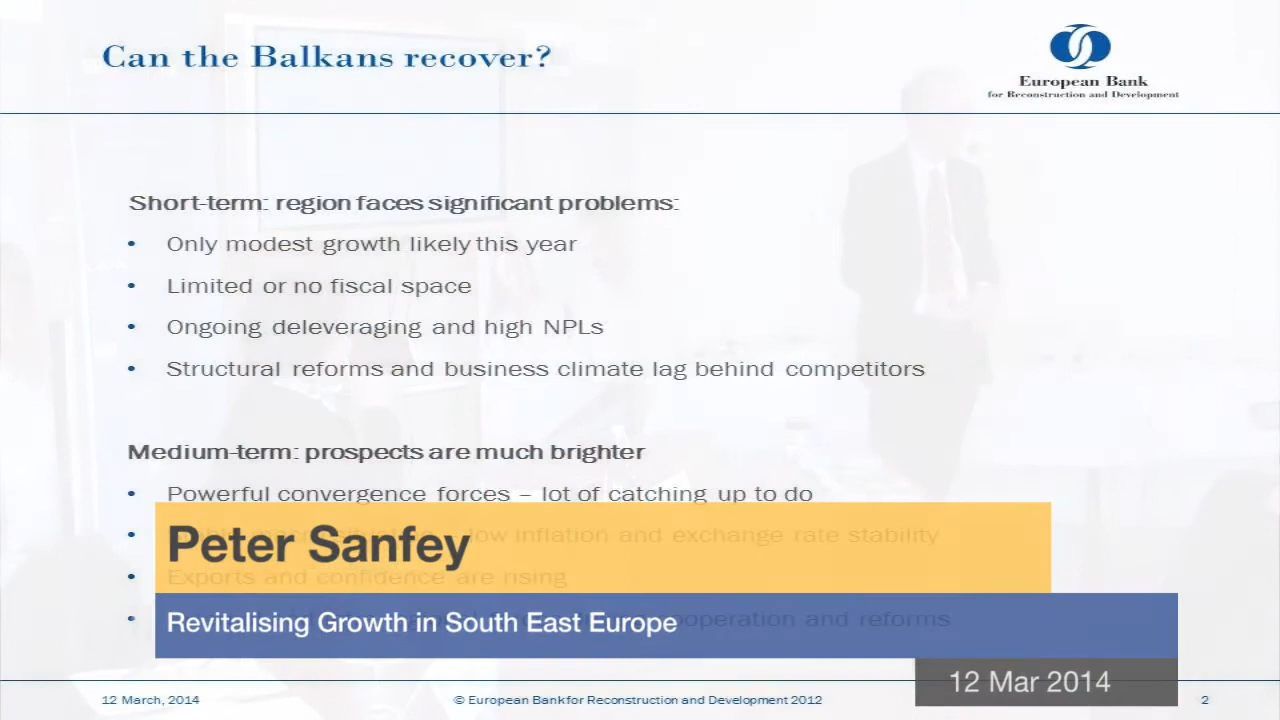 Can the Balkans recover?
European Bank
for Reconstruction and Development
Short-term: region faces significant problems:
• Only modest growth likely this year
• Limited or no fiscal space
• Ongoing deleveraging and high NPLs
• Structural reforms and business climate lag behind competitors
Medium-term: prospects are much brighter
• Powerful convergence forces – lot of catching up to do
• low inflation and exchange rate stability
Peter Sanfey
• Exports and confidence are rising
• cooperation and reforms
Revitalising Growth in South East Europe
12 Mar 2014
12 March, 2014
© European Bank for Reconstruction and Development 2012
2